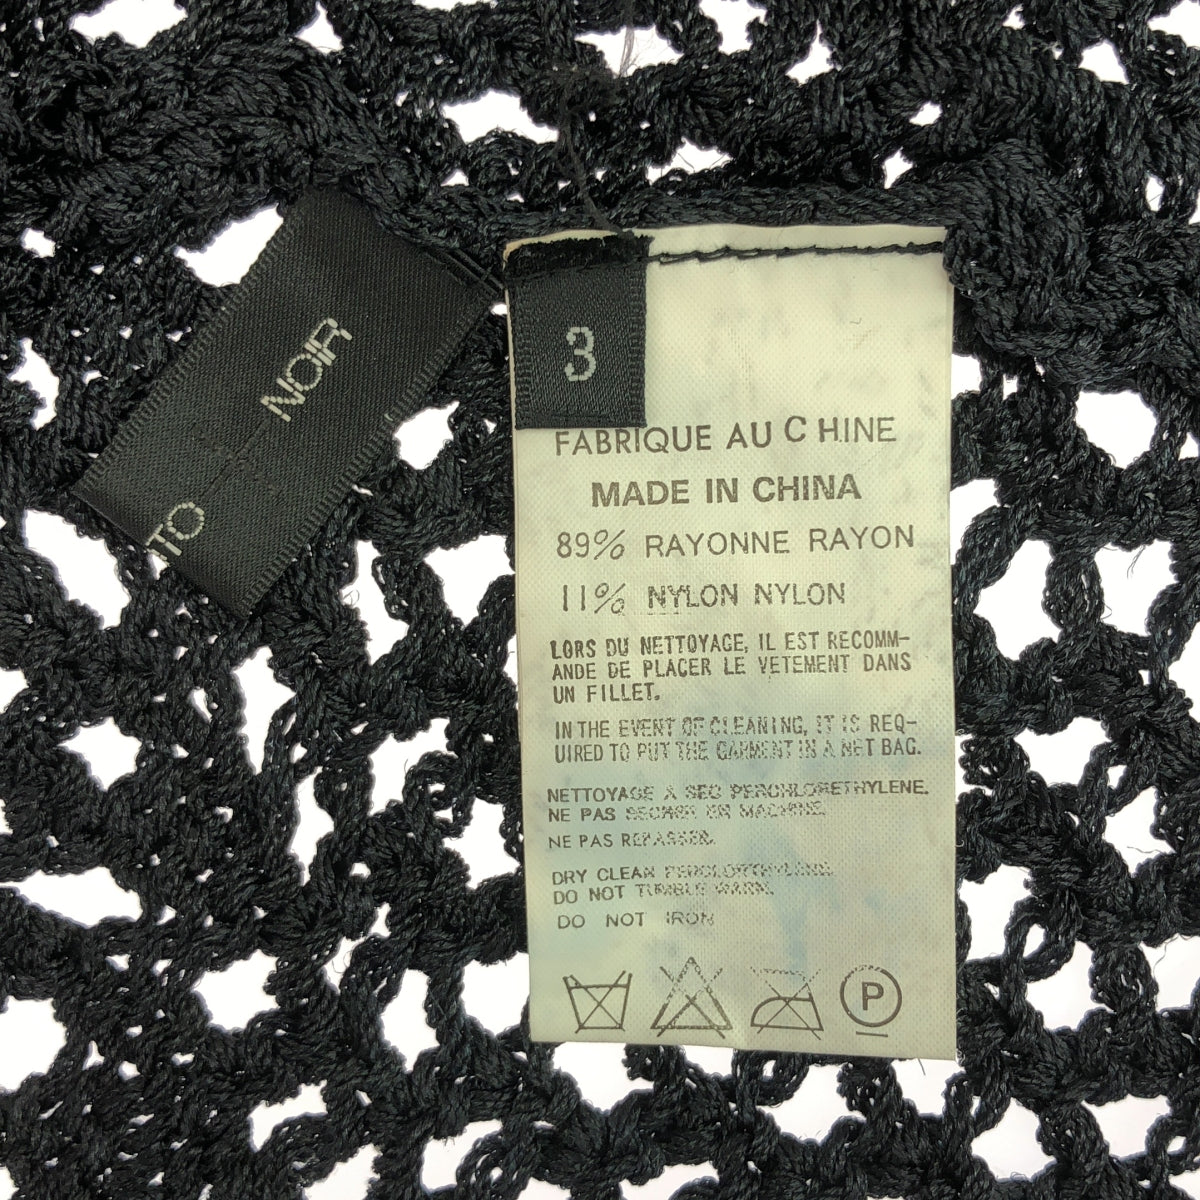 NOIR
TO
3
FABRIQUE AU CHINE
MADE IN CHINA
89% RAYONNE RAYON
11% NYLON NYLON
LORS DU NETTOYAGE, IL EST RECOMM-
ANDE DE PLACER LE VETEMENT DANS
UN FILLET.
IN THE EVENT OF CLEANING, IT IS REQ-
UIRED TO PUT THE GARMENT IN A NET BAG.
NETTOYAGE A SEC PERCHLORETHYLENE.
NE PAS SECHER EN MACHINE.
NE PAS REPASSER.
DRY CLEAN PERCLORTHYLENE.
DO NOT TUMBLE WARM.
DO NOT IRON
P